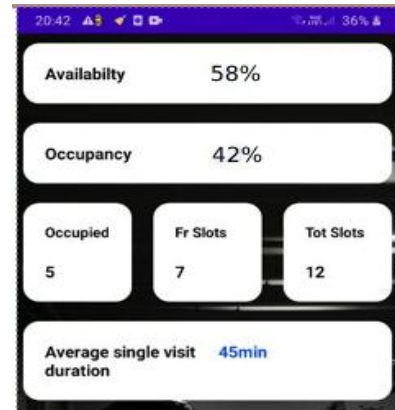 20:42 36%
Availabilty 58%
Occupancy 42%
Occupied Fr Slots Tot Slots
5 7 12
Average single visit 45min
duration